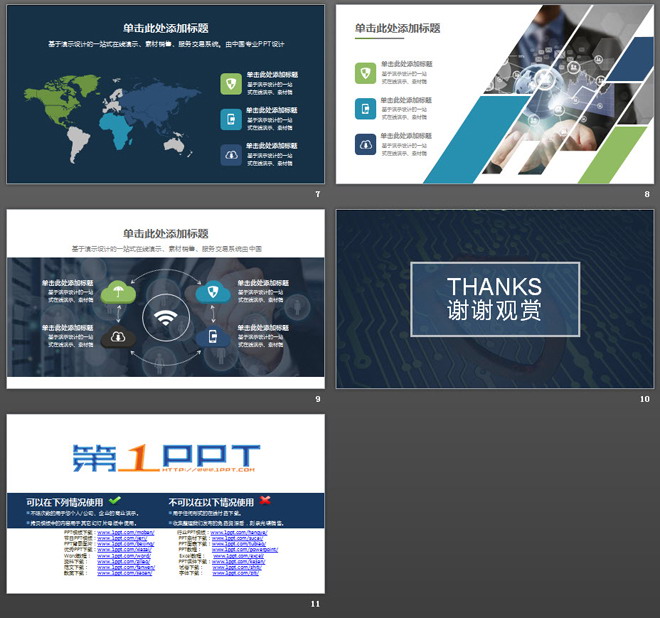 单击此处添加标题
基于演示设计的一站式在线演示、素材销售、服务交易系统。由中国专业PPT设计
单击此处添加标题
基于演示设计的一站
式在线演示、素材销
单击此处添加标题
基于演示设计的一站
式在线演示、素材销
单击此处添加标题
基于演示设计的一站
式在线演示、素材销
7
单击此处添加标题
单击此处添加标题
基于演示设计的一站
式在线演示、素材销
单击此处添加标题
基于演示设计的一站
式在线演示、素材销
单击此处添加标题
基于演示设计的一站
式在线演示、素材销
8
单击此处添加标题
基于演示设计的一站式在线演示、素材销售、服务交易系统由中国
单击此处添加标题
基于演示设计的一站
式在线演示、素材销
单击此处添加标题
基于演示设计的一站
式在线演示、素材销
单击此处添加标题
基于演示设计的一站
式在线演示、素材销
单击此处添加标题
基于演示设计的一站
式在线演示、素材销
9
THANKS
谢谢观赏
10
第1PPT
HTTP://WWW.1PPT.COM
可以在下列情况使用
不可以在以下情况使用
PPT模板下载：www.1ppt.com/moban/
行业PPT模板：www.1ppt.com/hangye/
节日PPT模板：www.1ppt.com/jieri/
PPT素材下载：www.1ppt.com/sucai/
PPT背景图片：www.1ppt.com/beijing/
PPT图表下载：www.1ppt.com/tubiao/
优秀PPT下载：www.1ppt.com/xiazai/
PPT教程：www.1ppt.com/powerpoint/
Word教程：www.1ppt.com/word/
Excel教程：www.1ppt.com/excel/
资料下载：www.1ppt.com/ziliao/
PPT课件下载：www.1ppt.com/kejian/
范文下载：www.1ppt.com/fanwen/
试卷下载：www.1ppt.com/shiti/
教案下载：www.1ppt.com/jiaoan/
字体下载：www.1ppt.com/ziti/
11